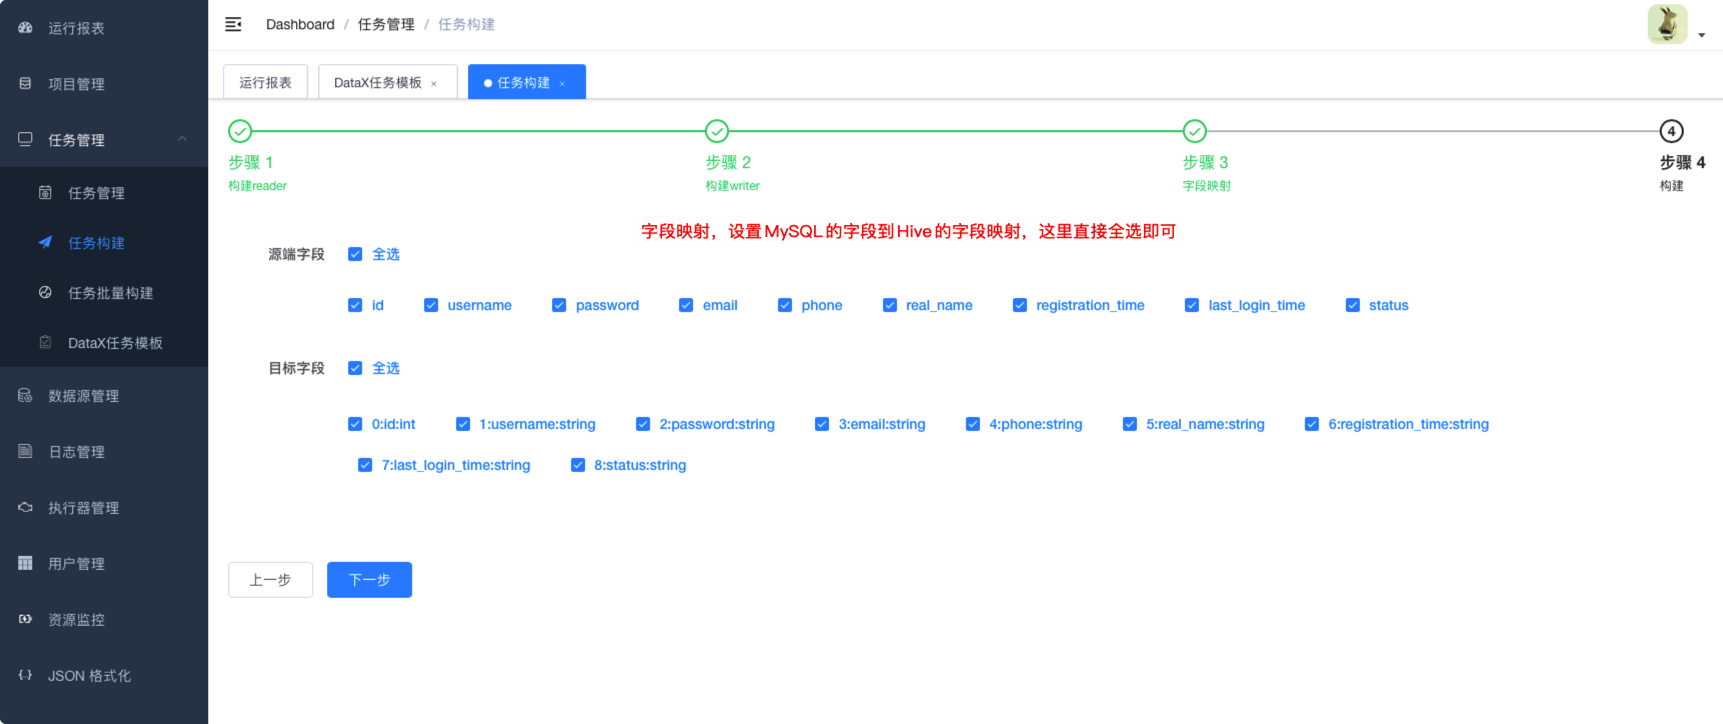 运行报表
项目管理
任务管理
任务管理
任务构建
任务批量构建
DataX任务模板
数据源管理
日志管理
执行器管理
用户管理
资源监控
JSON 格式化
Dashboard / 任务管理 / 任务构建
运行报表 DataX任务模板 × 任务构建 ×
4
步骤 1 步骤 2 步骤 3 步骤 4
构建reader 构建writer 字段映射 构建
字段映射，设置MySQL的字段到Hive的字段映射，这里直接全选即可
源端字段 全选
id username password email phone real_name registration_time last_login_time status
目标字段 全选
0:id:int 1:username:string 2:password:string 3:email:string 4:phone:string 5:real_name:string 6:registration_time:string
7:last_login_time:string 8:status:string
上一步 下一步